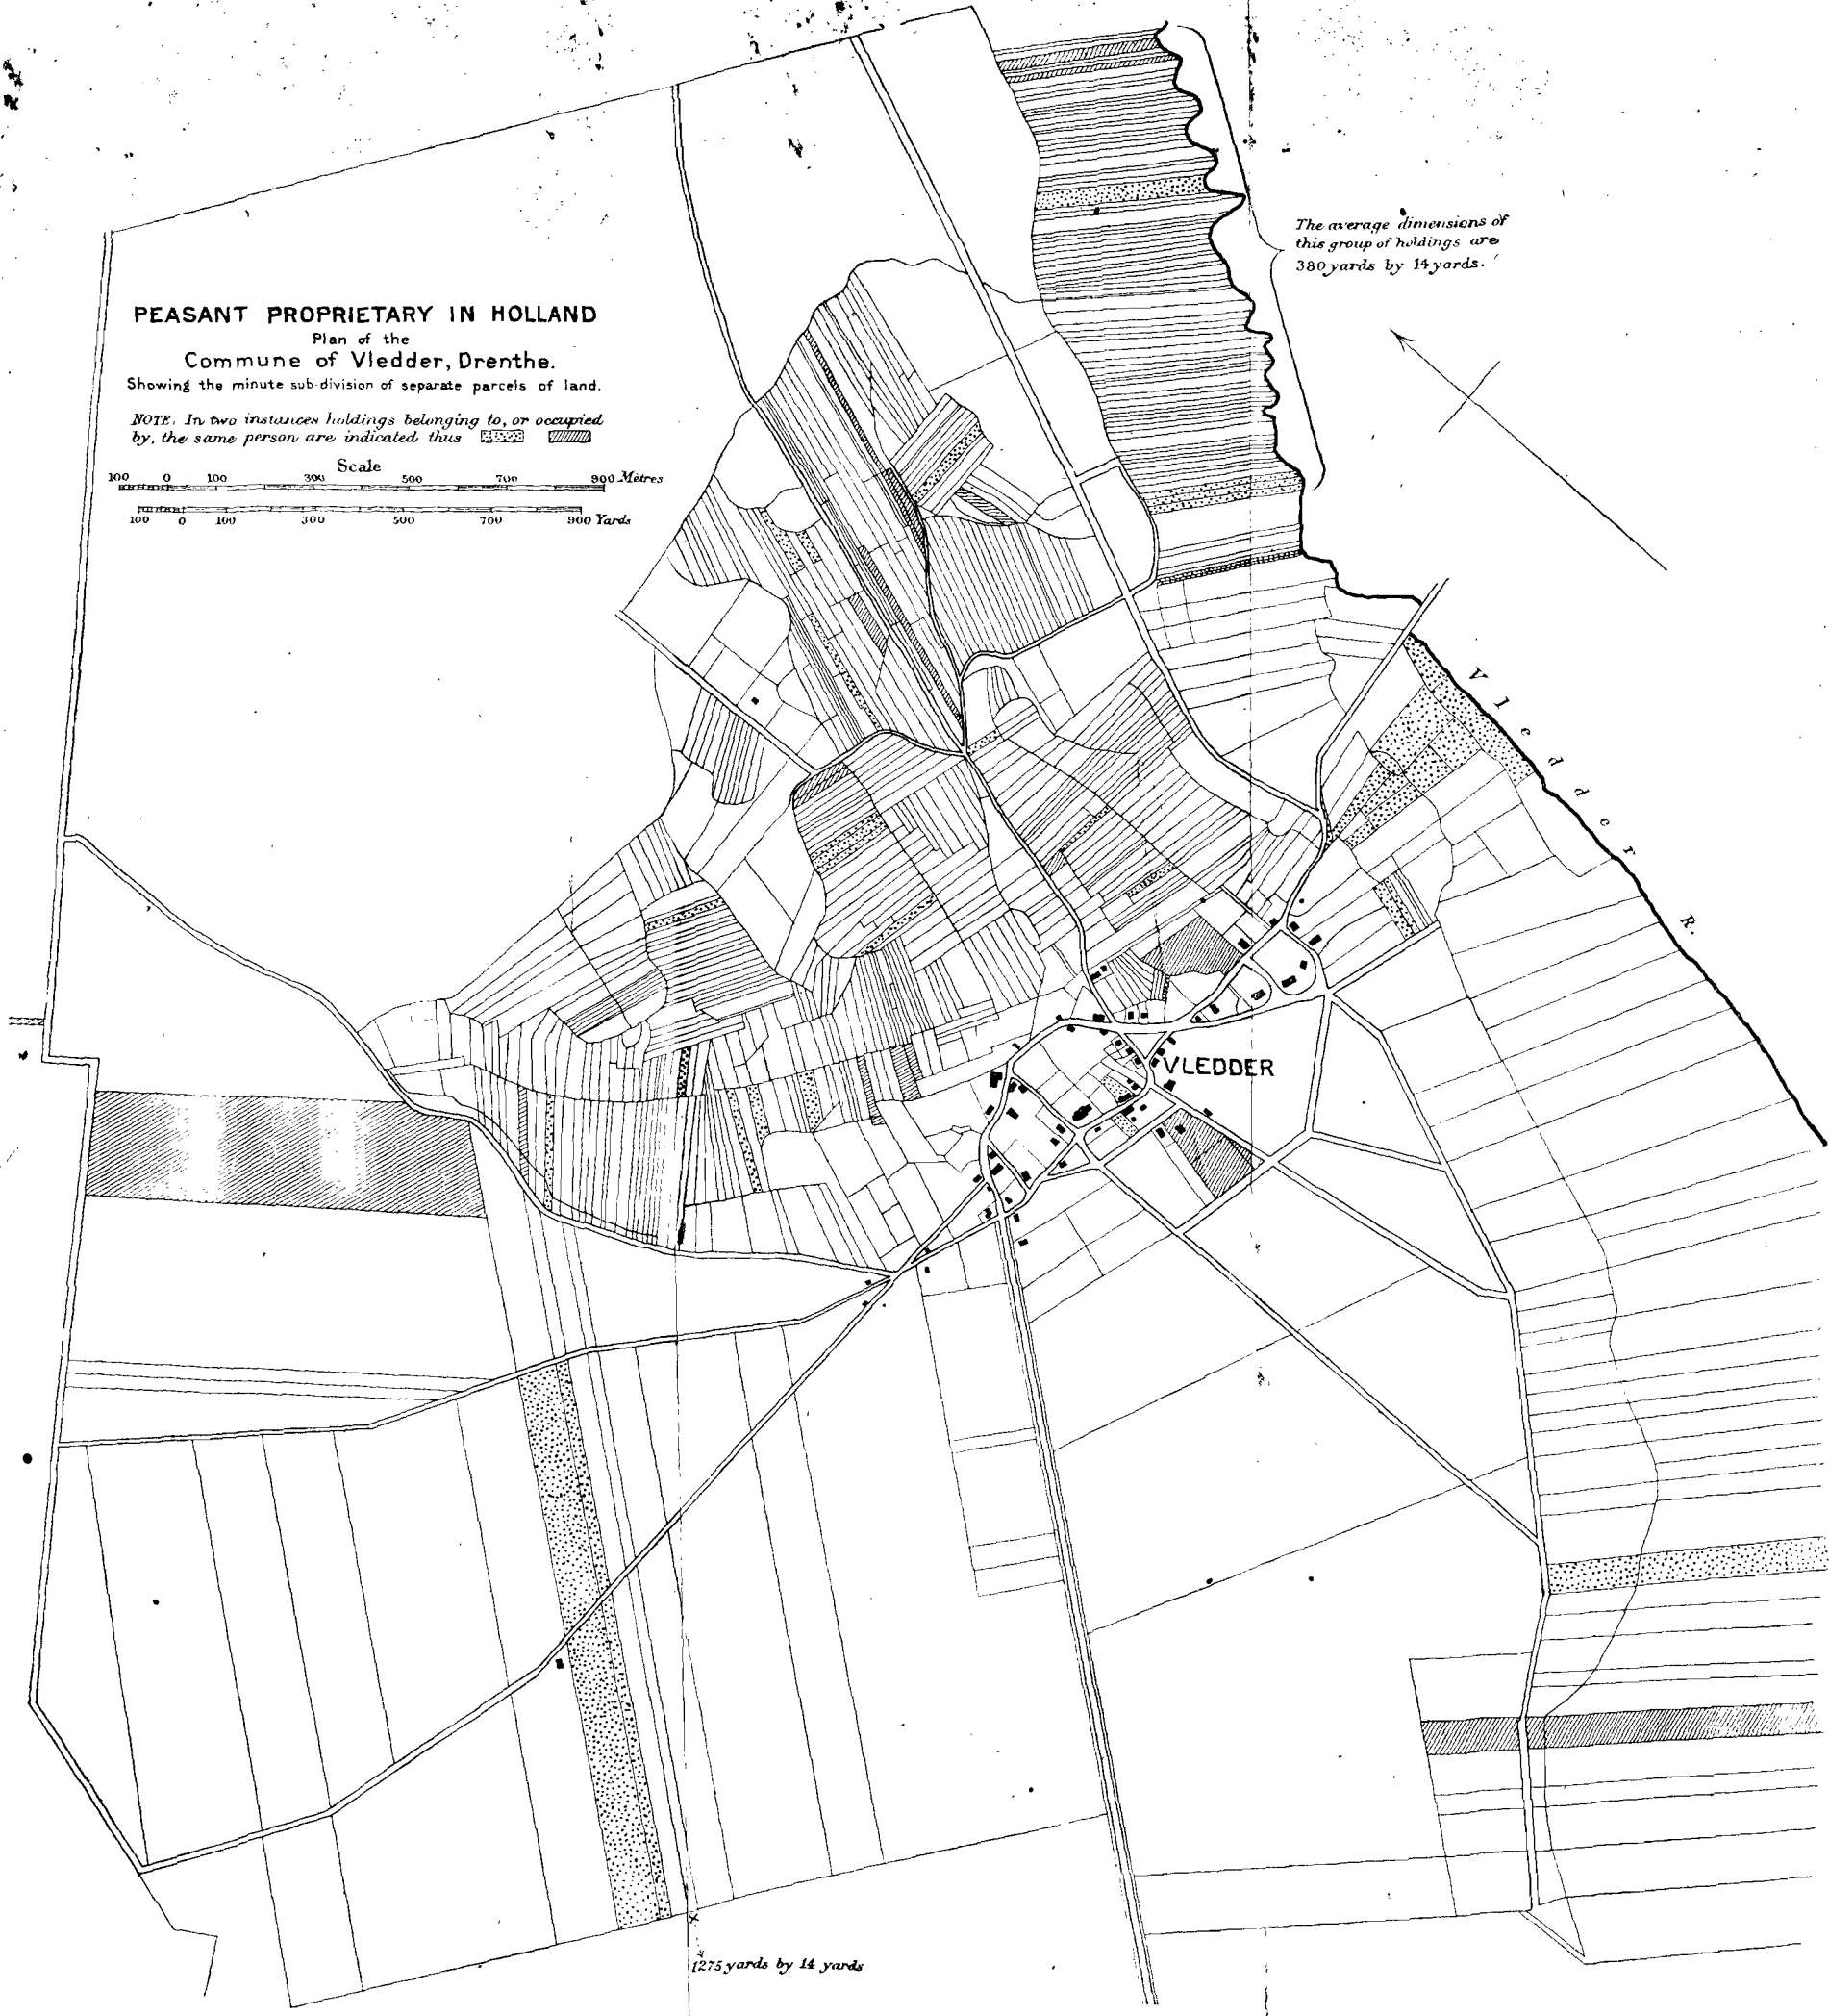 PEASANT PROPRIETARY IN HOLLAND
Plan of the
Commune of Vledder, Drenthe.
Showing the minute sub-division of separate parcels of land.
NOTE. In two instances holdings belonging to, or occupied
by, the same person are indicated thus
Scale
100 0 100 300 500 700 900 Mètres
100 0 100 300 500 700 900 Yards
The average dimensions of
this group of holdings are
380 yards by 14 yards.
Vledder R.
VLEDDER
1275 yards by 14 yards